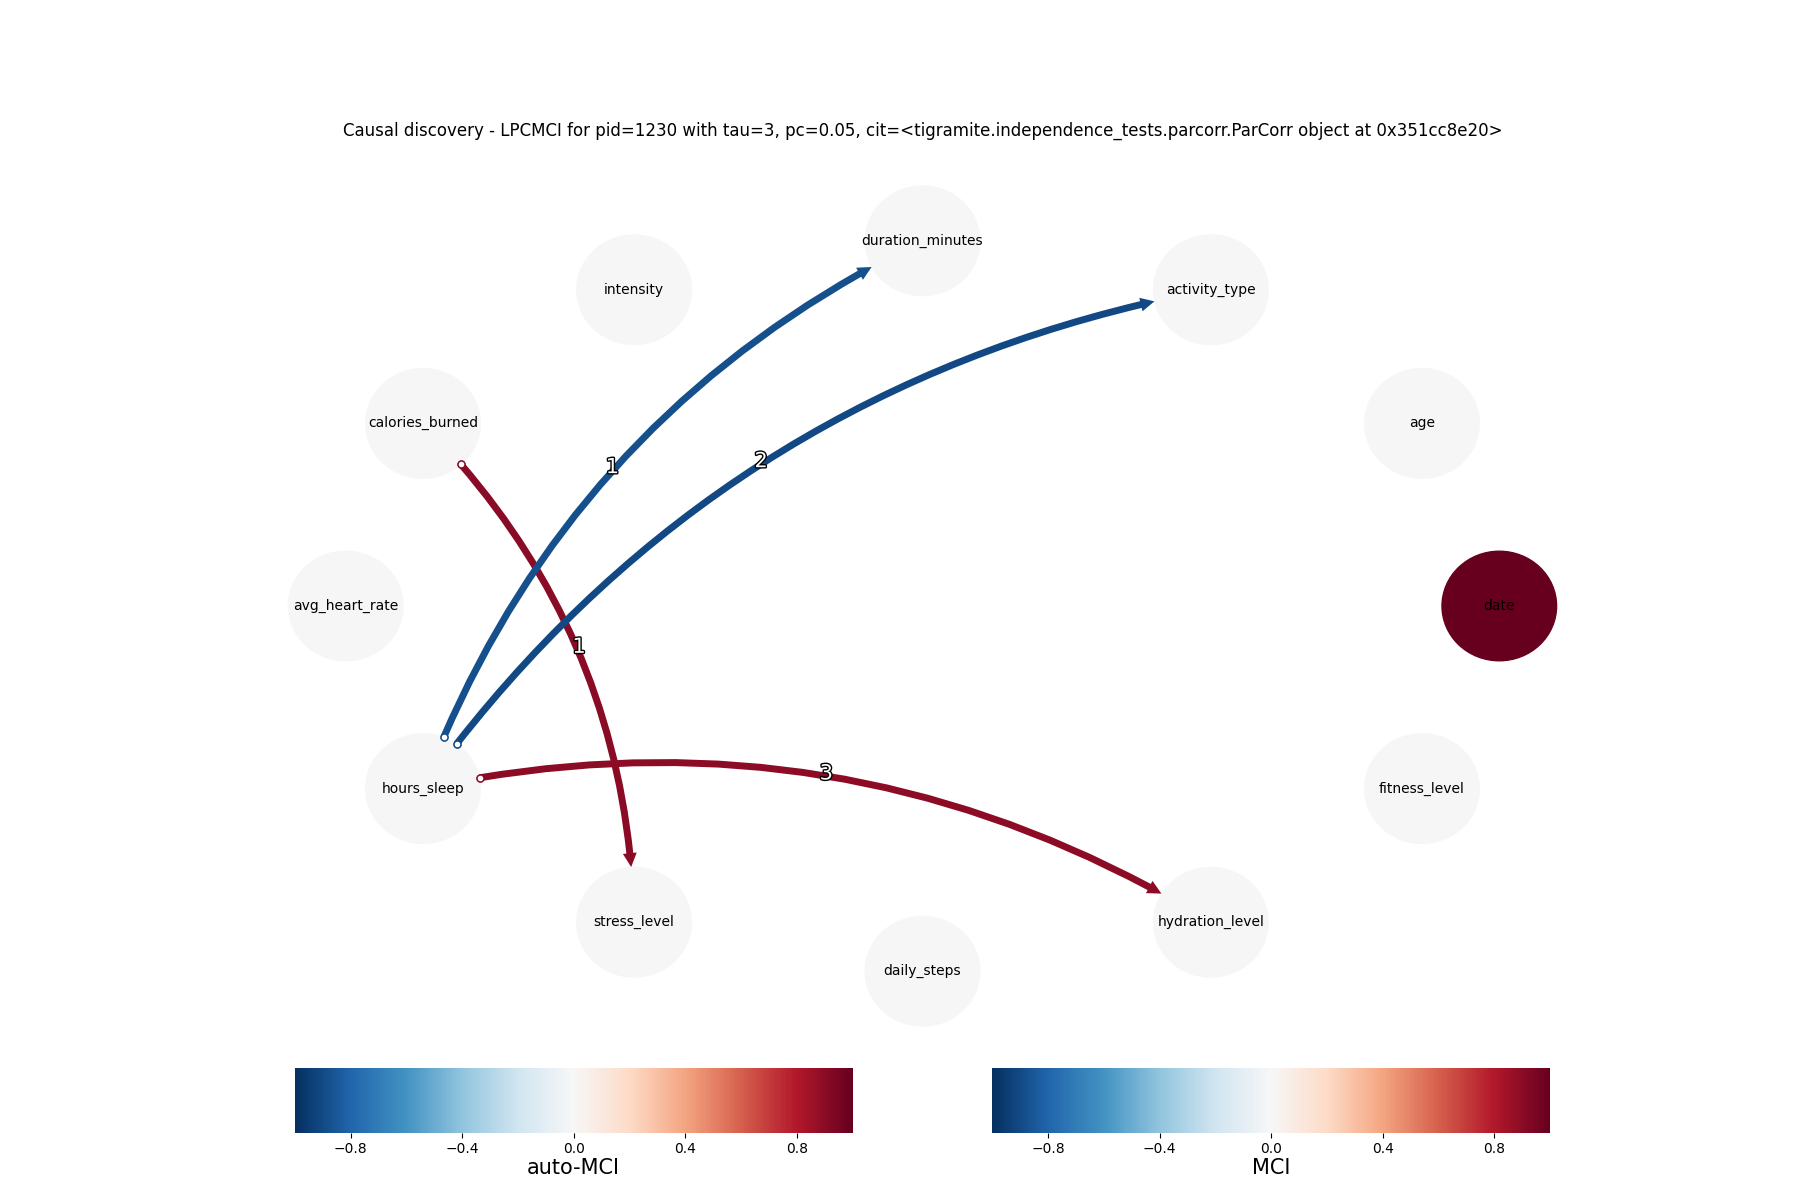 Causal discovery - LPCMCI for pid=1230 with tau=3, pc=0.05, cit=<tigramite.independence_tests.parcorr.ParCorr object at 0x351cc8e20>
duration_minutes
intensity
activity_type
calories_burned
age
1
2
avg_heart_rate
date
1
hours_sleep
3
fitness_level
stress_level
hydration_level
daily_steps
−0.8 −0.4 0.0 0.4 0.8
auto-MCI
−0.8 −0.4 0.0 0.4 0.8
MCI